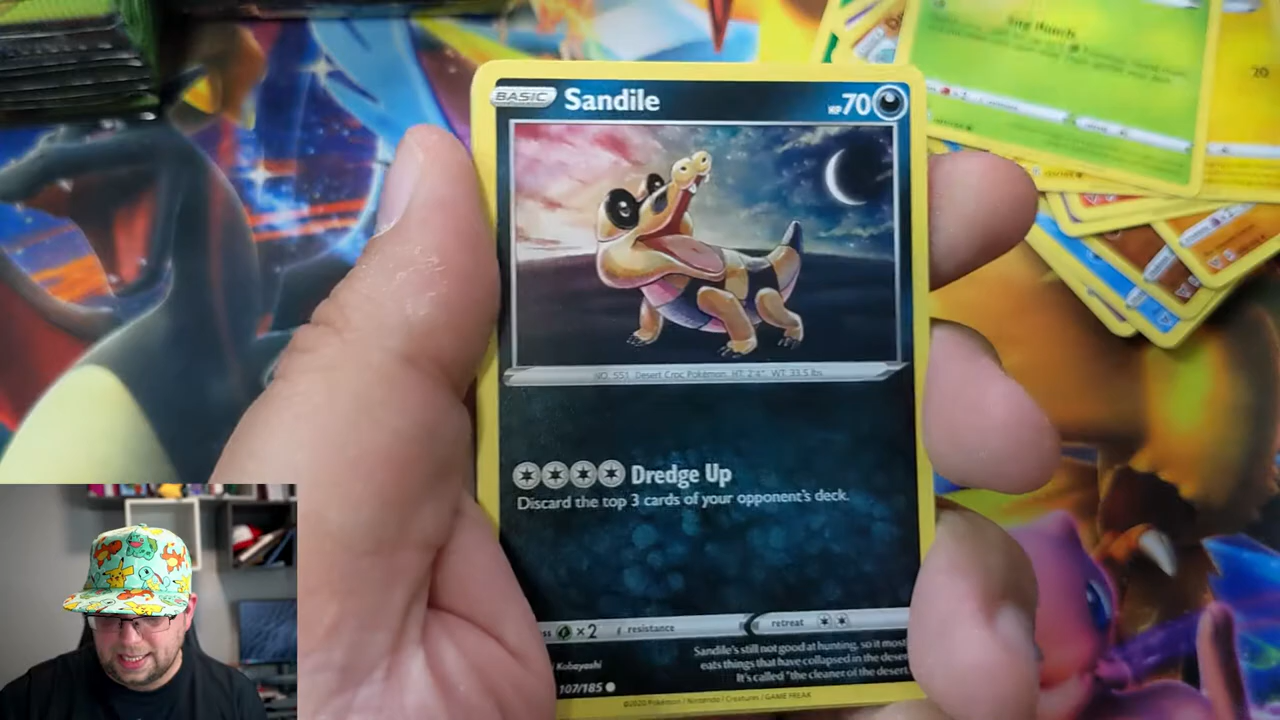 BASIC Sandile HP 70
NO. 551 Desert Croc Pokémon HT: 2'4" WT: 33.5 lbs
Dredge Up
Discard the top 3 cards of your opponent's deck.
×2 resistance retreat
Kobayashi
107/185
Sandile's still not good at hunting, so it most
eats things that have collapsed in the deser
It's called "the cleaner of the desert.
©2020 Pokémon / Nintendo / Creatures / GAME FREAK
20
×2